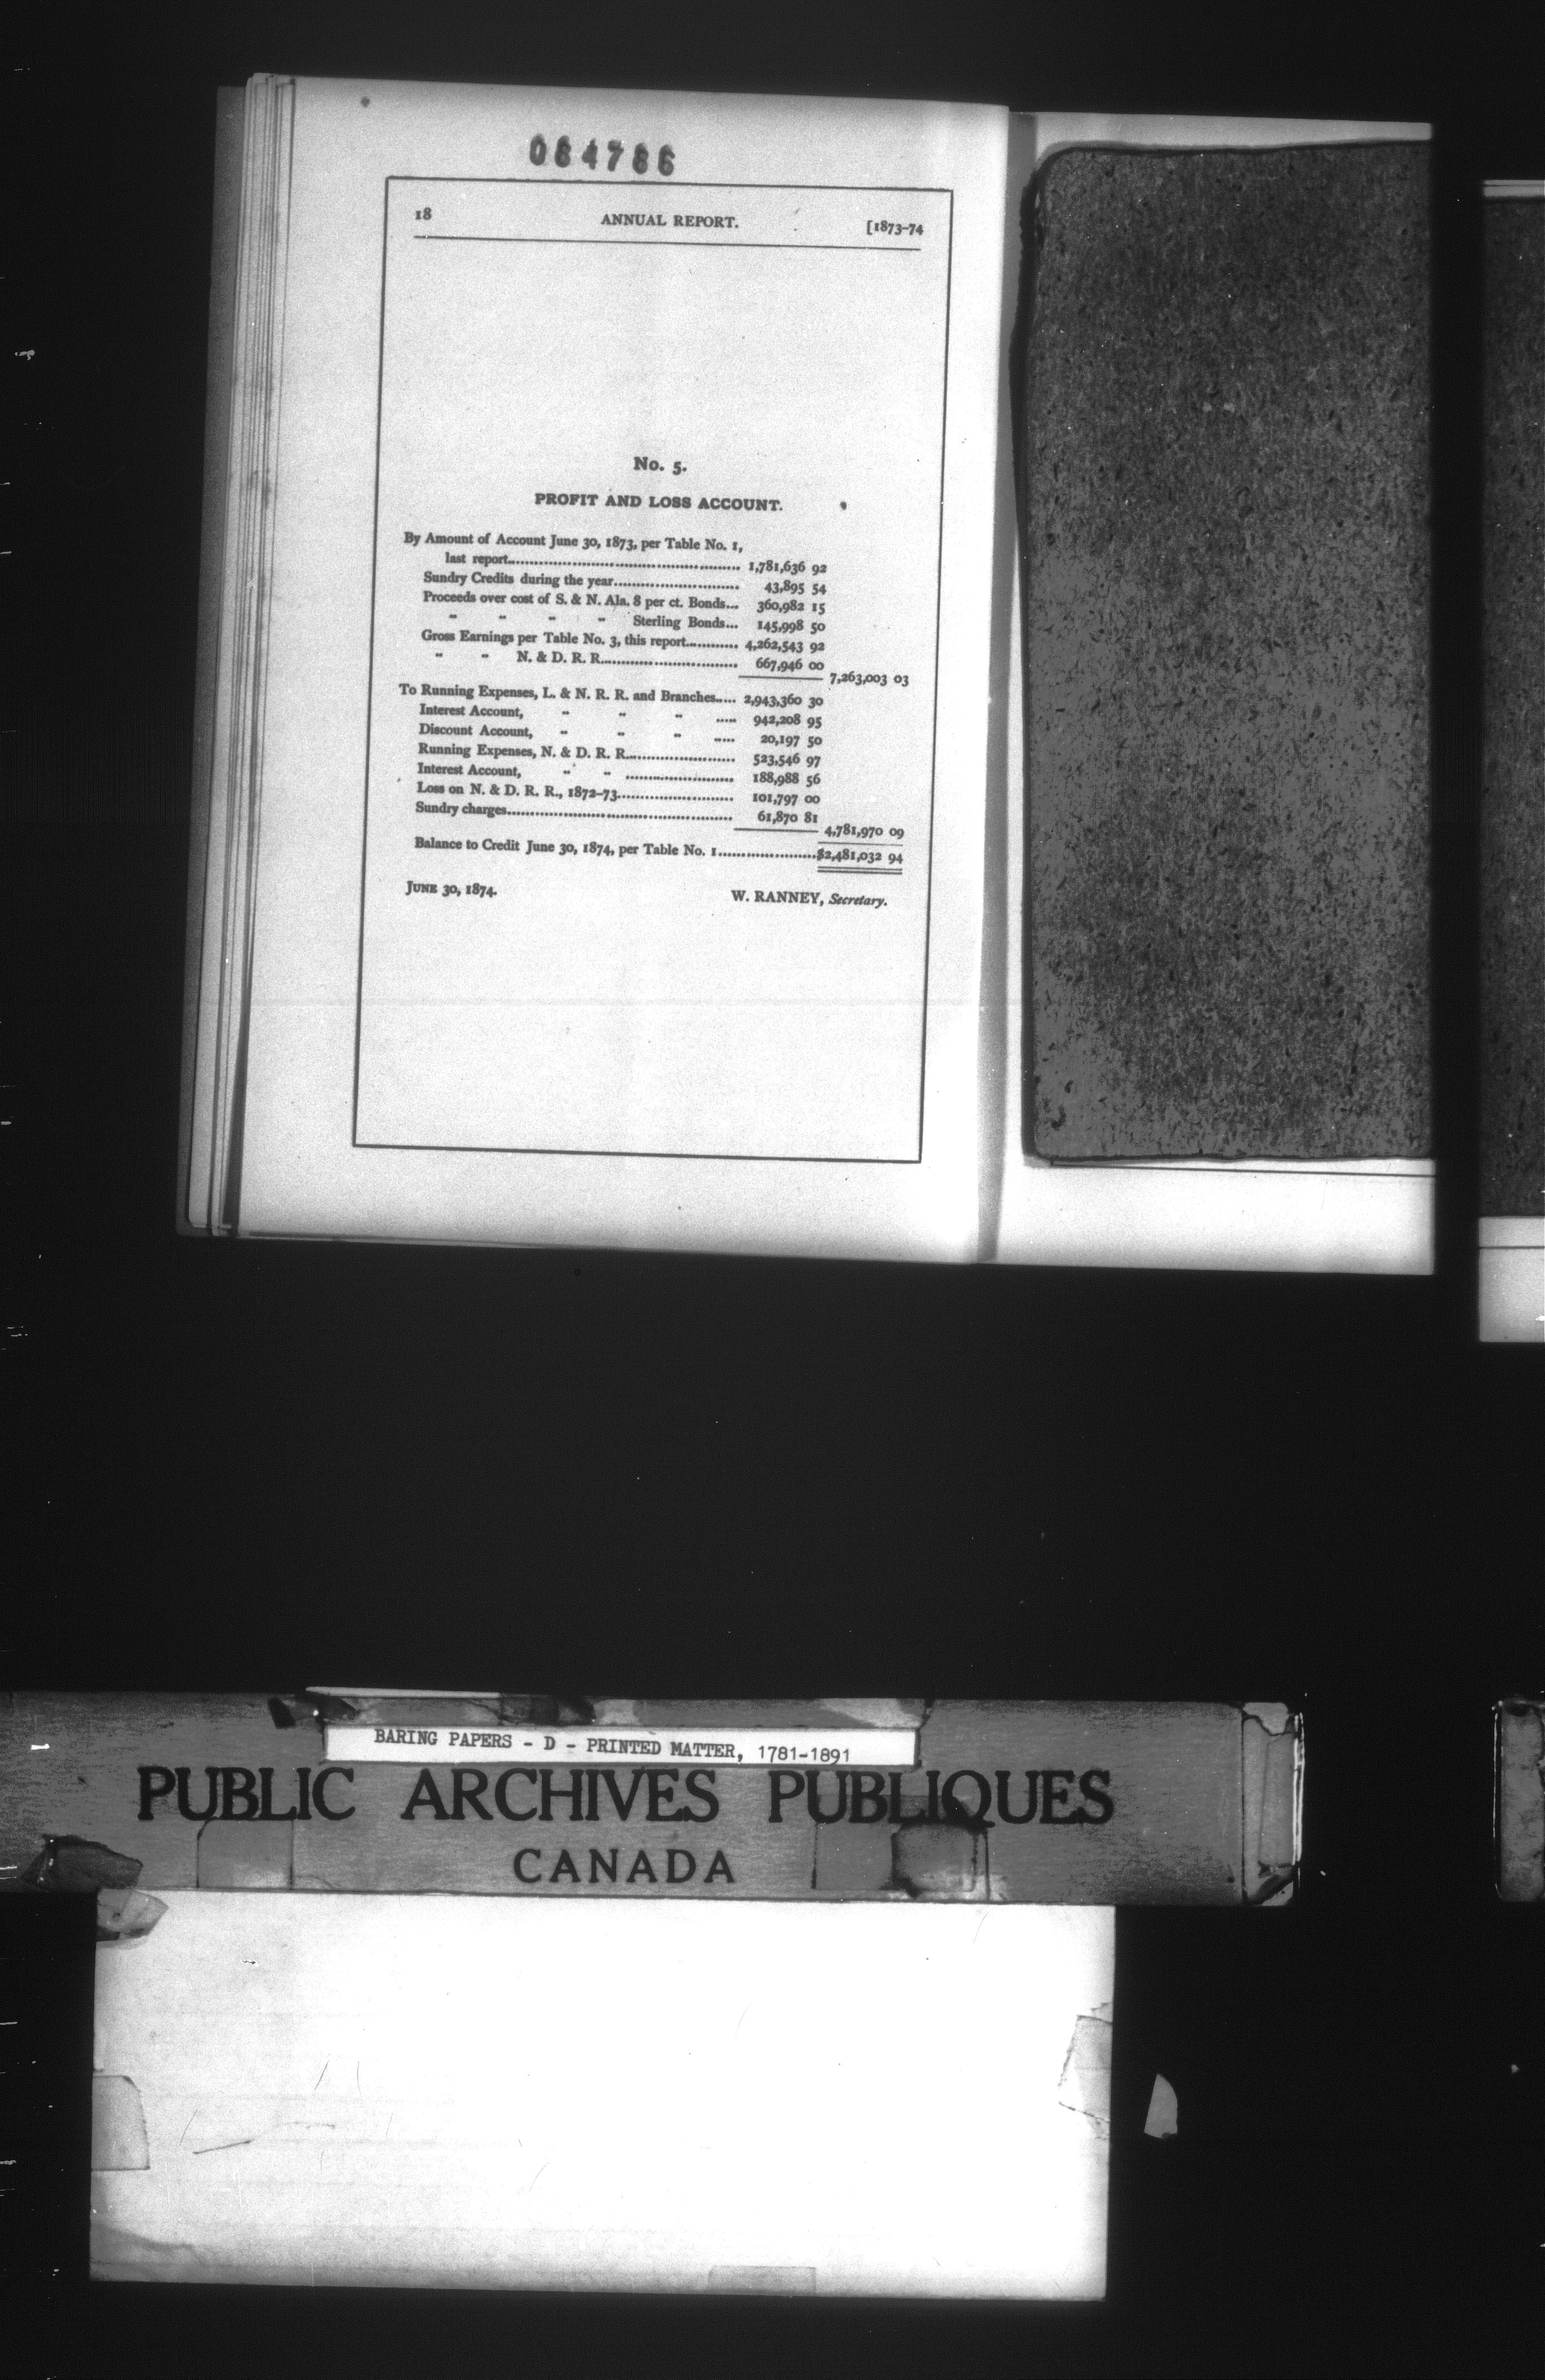 064786
18 ANNUAL REPORT. [1873-74
No. 5.
PROFIT AND LOSS ACCOUNT.
By Amount of Account June 30, 1873, per Table No. 1,
last report................................................. 1,781,636 92
Sundry Credits during the year........................... 43,895 54
Proceeds over cost of S. & N. Ala. 8 per ct. Bonds... 360,982 15
" " " " Sterling Bonds... 145,998 50
Gross Earnings per Table No. 3, this report............ 4,262,543 92
" " N. & D. R. R............................... 667,946 00
7,263,003 03
To Running Expenses, L. & N. R. R. and Branches..... 2,943,360 30
Interest Account, " " " ..... 942,208 95
Discount Account, " " " ..... 20,197 50
Running Expenses, N. & D. R. R......................... 523,546 97
Interest Account, " " ......................... 188,988 56
Loss on N. & D. R. R., 1872-73.......................... 101,797 00
Sundry charges.................................................. 61,870 81
4,781,970 09
Balance to Credit June 30, 1874, per Table No. 1......................$2,481,032 94
JUNE 30, 1874. W. RANNEY, Secretary.
BARING PAPERS - D - PRINTED MATTER, 1781-1891
PUBLIC ARCHIVES PUBLIQUES
CANADA